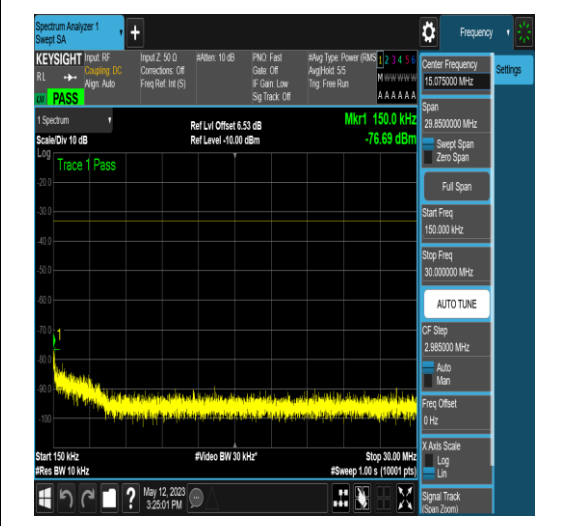 Spectrum Analyzer 1
Swept SA
Frequency
KEYSIGHT Input: RF
RL Coupling: DC
Align: Auto
Input Z: 50 Ω
Corrections: Off
Freq Ref: Int (S)
#Atten: 10 dB
PNO: Fast
Gate: Off
IF Gain: Low
Sig Track: Off
#Avg Type: Power (RMS
Avg|Hold: 5/5
Trig: Free Run
1 2 3 4 5 6
M W W W W W
A A A A A A
PASS
1 Spectrum
Scale/Div 10 dB
Ref Lvl Offset 6.53 dB
Ref Level -10.00 dBm
Mkr1 150.0 kHz
-76.69 dBm
Log
Trace 1 Pass
-20.0
-30.0
-40.0
-50.0
-60.0
-70.0
1
-80.0
-90.0
-100
Start 150 kHz
#Res BW 10 kHz
#Video BW 30 kHz*
Stop 30.00 MHz
#Sweep 1.00 s (10001 pts)
May 12, 2023
3:25:01 PM
?
Center Frequency
15.075000 MHz
Settings
Span
29.8500000 MHz
Swept Span
Zero Span
Full Span
Start Freq
150.000 kHz
Stop Freq
30.000000 MHz
AUTO TUNE
CF Step
2.985000 MHz
Auto
Man
Freq Offset
0 Hz
X Axis Scale
Log
Lin
Signal Track
(Span Zoom)